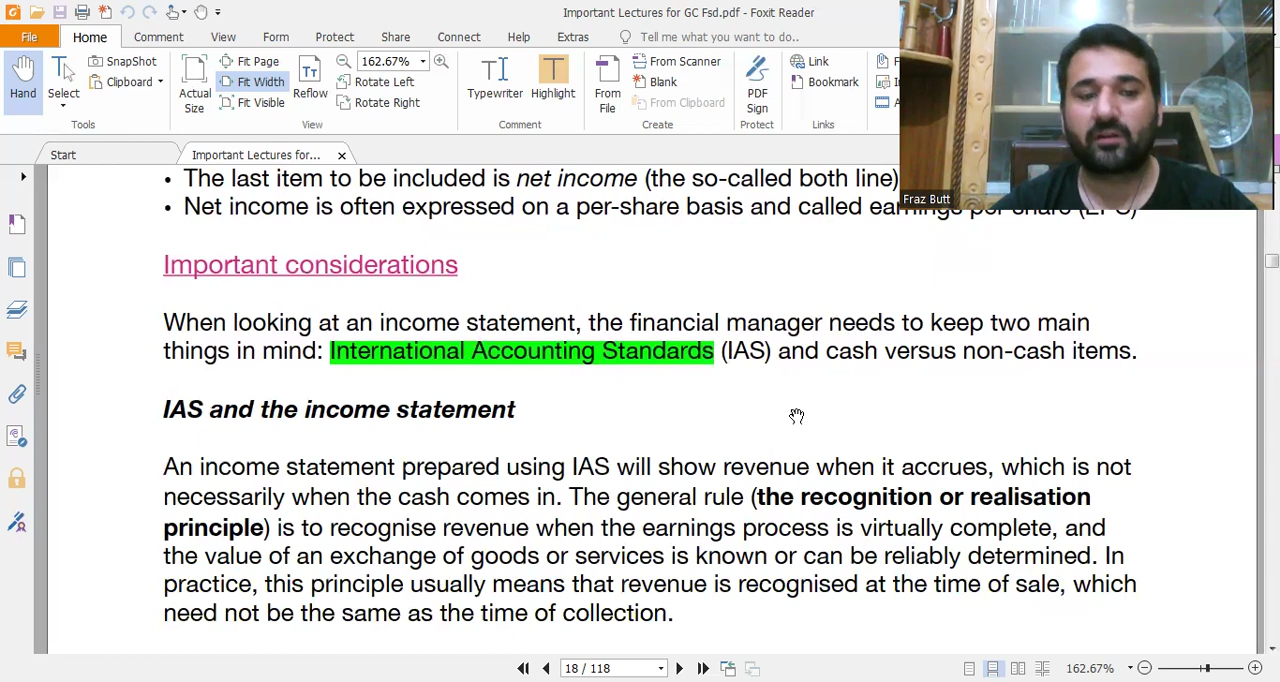 Important Lectures for GC Fsd.pdf - Foxit Reader
File Home Comment View Form Protect Share Connect Help Extras Tell me what you want to do..
Hand
Select
SnapShot
Clipboard
Tools
Actual Size
Fit Page
Fit Width
Fit Visible
Reflow
162.67%
Rotate Left
Rotate Right
View
Typewriter
Highlight
Comment
From File
From Scanner
Blank
From Clipboard
Create
PDF Sign
Protect
Link
Bookmark
Links
Start
Important Lectures for...
Fraz Butt
• The last item to be included is net income (the so-called both line)
• Net income is often expressed on a per-share basis and called earnings per share (EPS)
Important considerations
When looking at an income statement, the financial manager needs to keep two main
things in mind: International Accounting Standards (IAS) and cash versus non-cash items.
IAS and the income statement
An income statement prepared using IAS will show revenue when it accrues, which is not
necessarily when the cash comes in. The general rule (the recognition or realisation
principle) is to recognise revenue when the earnings process is virtually complete, and
the value of an exchange of goods or services is known or can be reliably determined. In
practice, this principle usually means that revenue is recognised at the time of sale, which
need not be the same as the time of collection.
18 / 118
162.67%